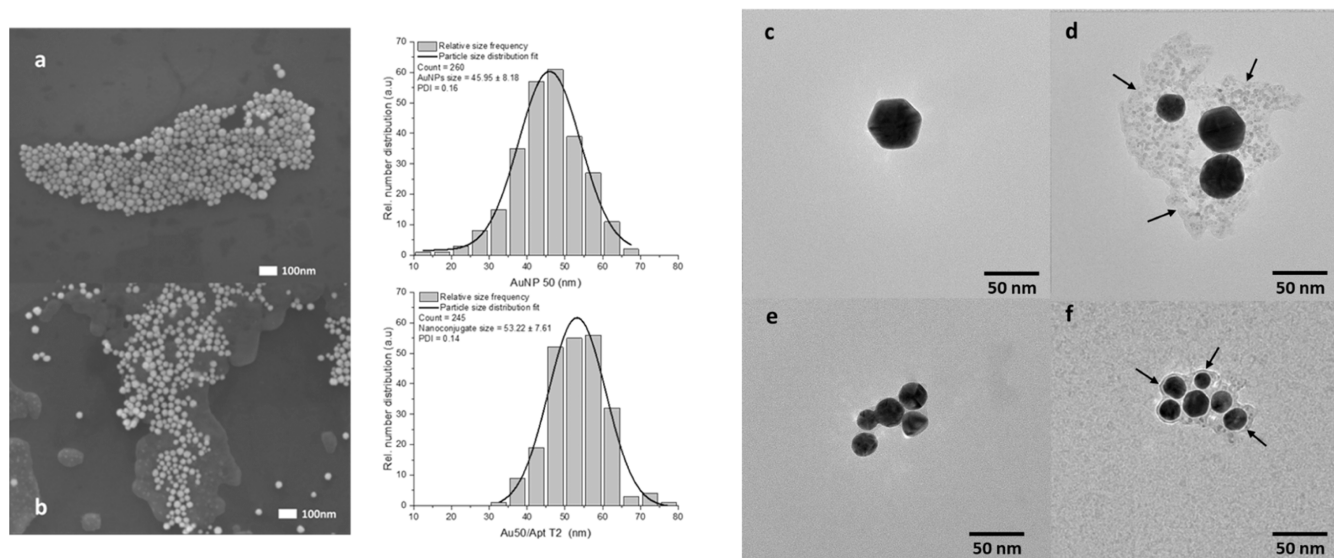 a
100nm
b
100nm
70
60
50
40
30
20
10
0
Rel. number distribution (a.u)
Relative size frequency
Particle size distribution fit
Count = 260
AuNPs size = 45.95 ± 8.18
PDI = 0.16
10 20 30 40 50 60 70 80
AuNP 50 (nm)
70
60
50
40
30
20
10
0
Rel. number distribution (a.u)
Relative size frequency
Particle size distribution fit
Count = 245
Nanoconjugate size = 53.22 ± 7.61
PDI = 0.14
10 20 30 40 50 60 70 80
Au50/Apt T2 (nm)
c
50 nm
d
50 nm
e
50 nm
f
50 nm